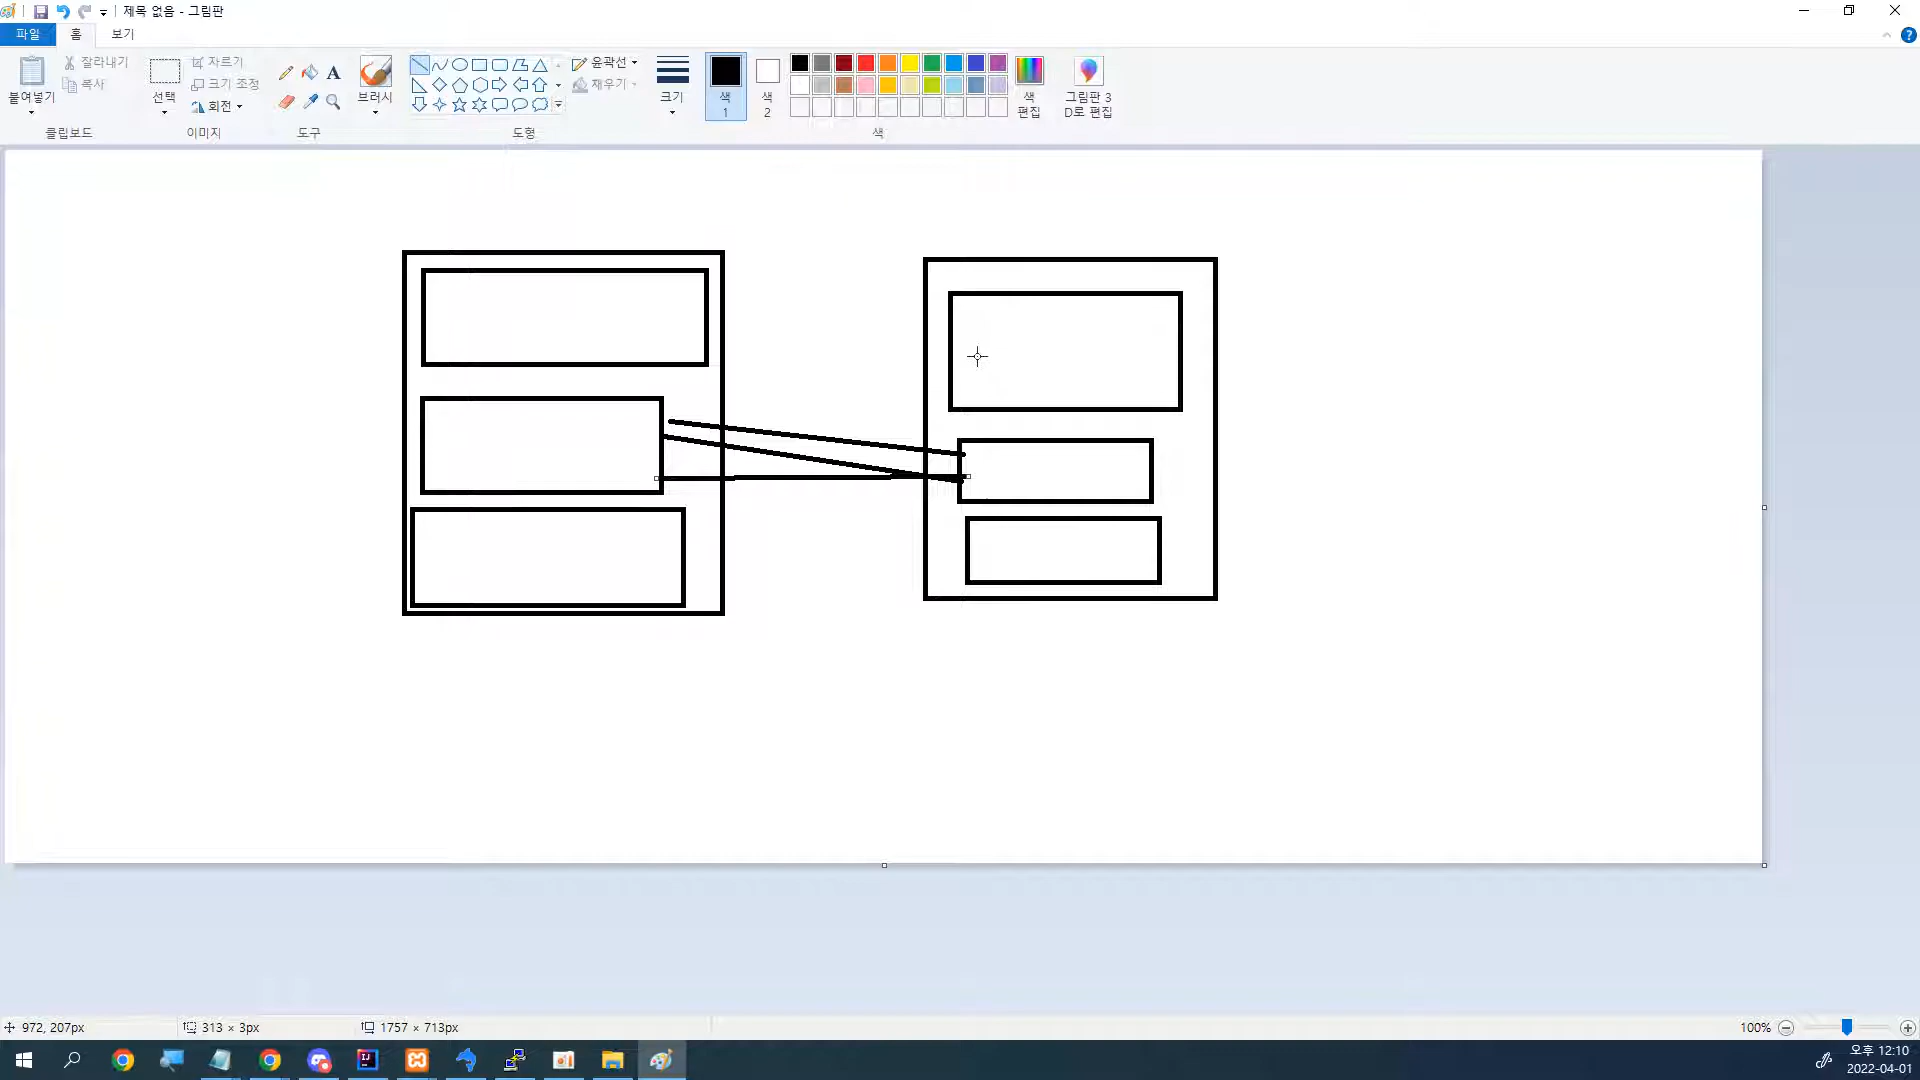 제목 없음 - 그림판
파일 홈 보기
붙여넣기
잘라내기
복사
클립보드
선택
자르기
크기 조정
회전
이미지
A
도구
브러시
윤곽선
채우기
도형
크기
색
1
색
2
색
편집
그림판 3
D로 편집
색
972, 207px 313 × 3px 1757 × 713px 100%
오후 12:10
2022-04-01